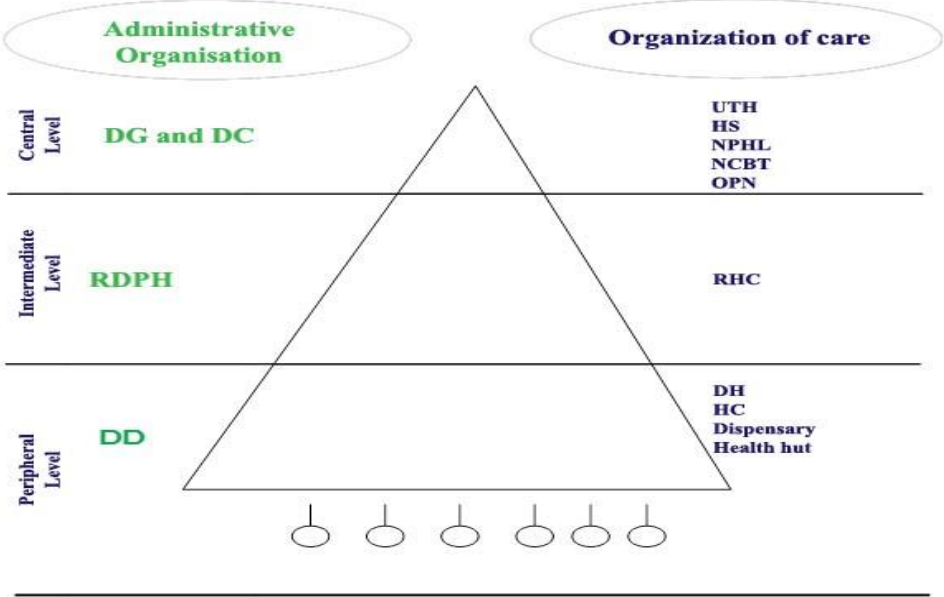 Administrative
Organisation
Organization of care
Central
Level
DG and DC
UTH
HS
NPHL
NCBT
OPN
Intermediate
Level
RDPH
RHC
Peripheral
Level
DD
DH
HC
Dispensary
Health hut